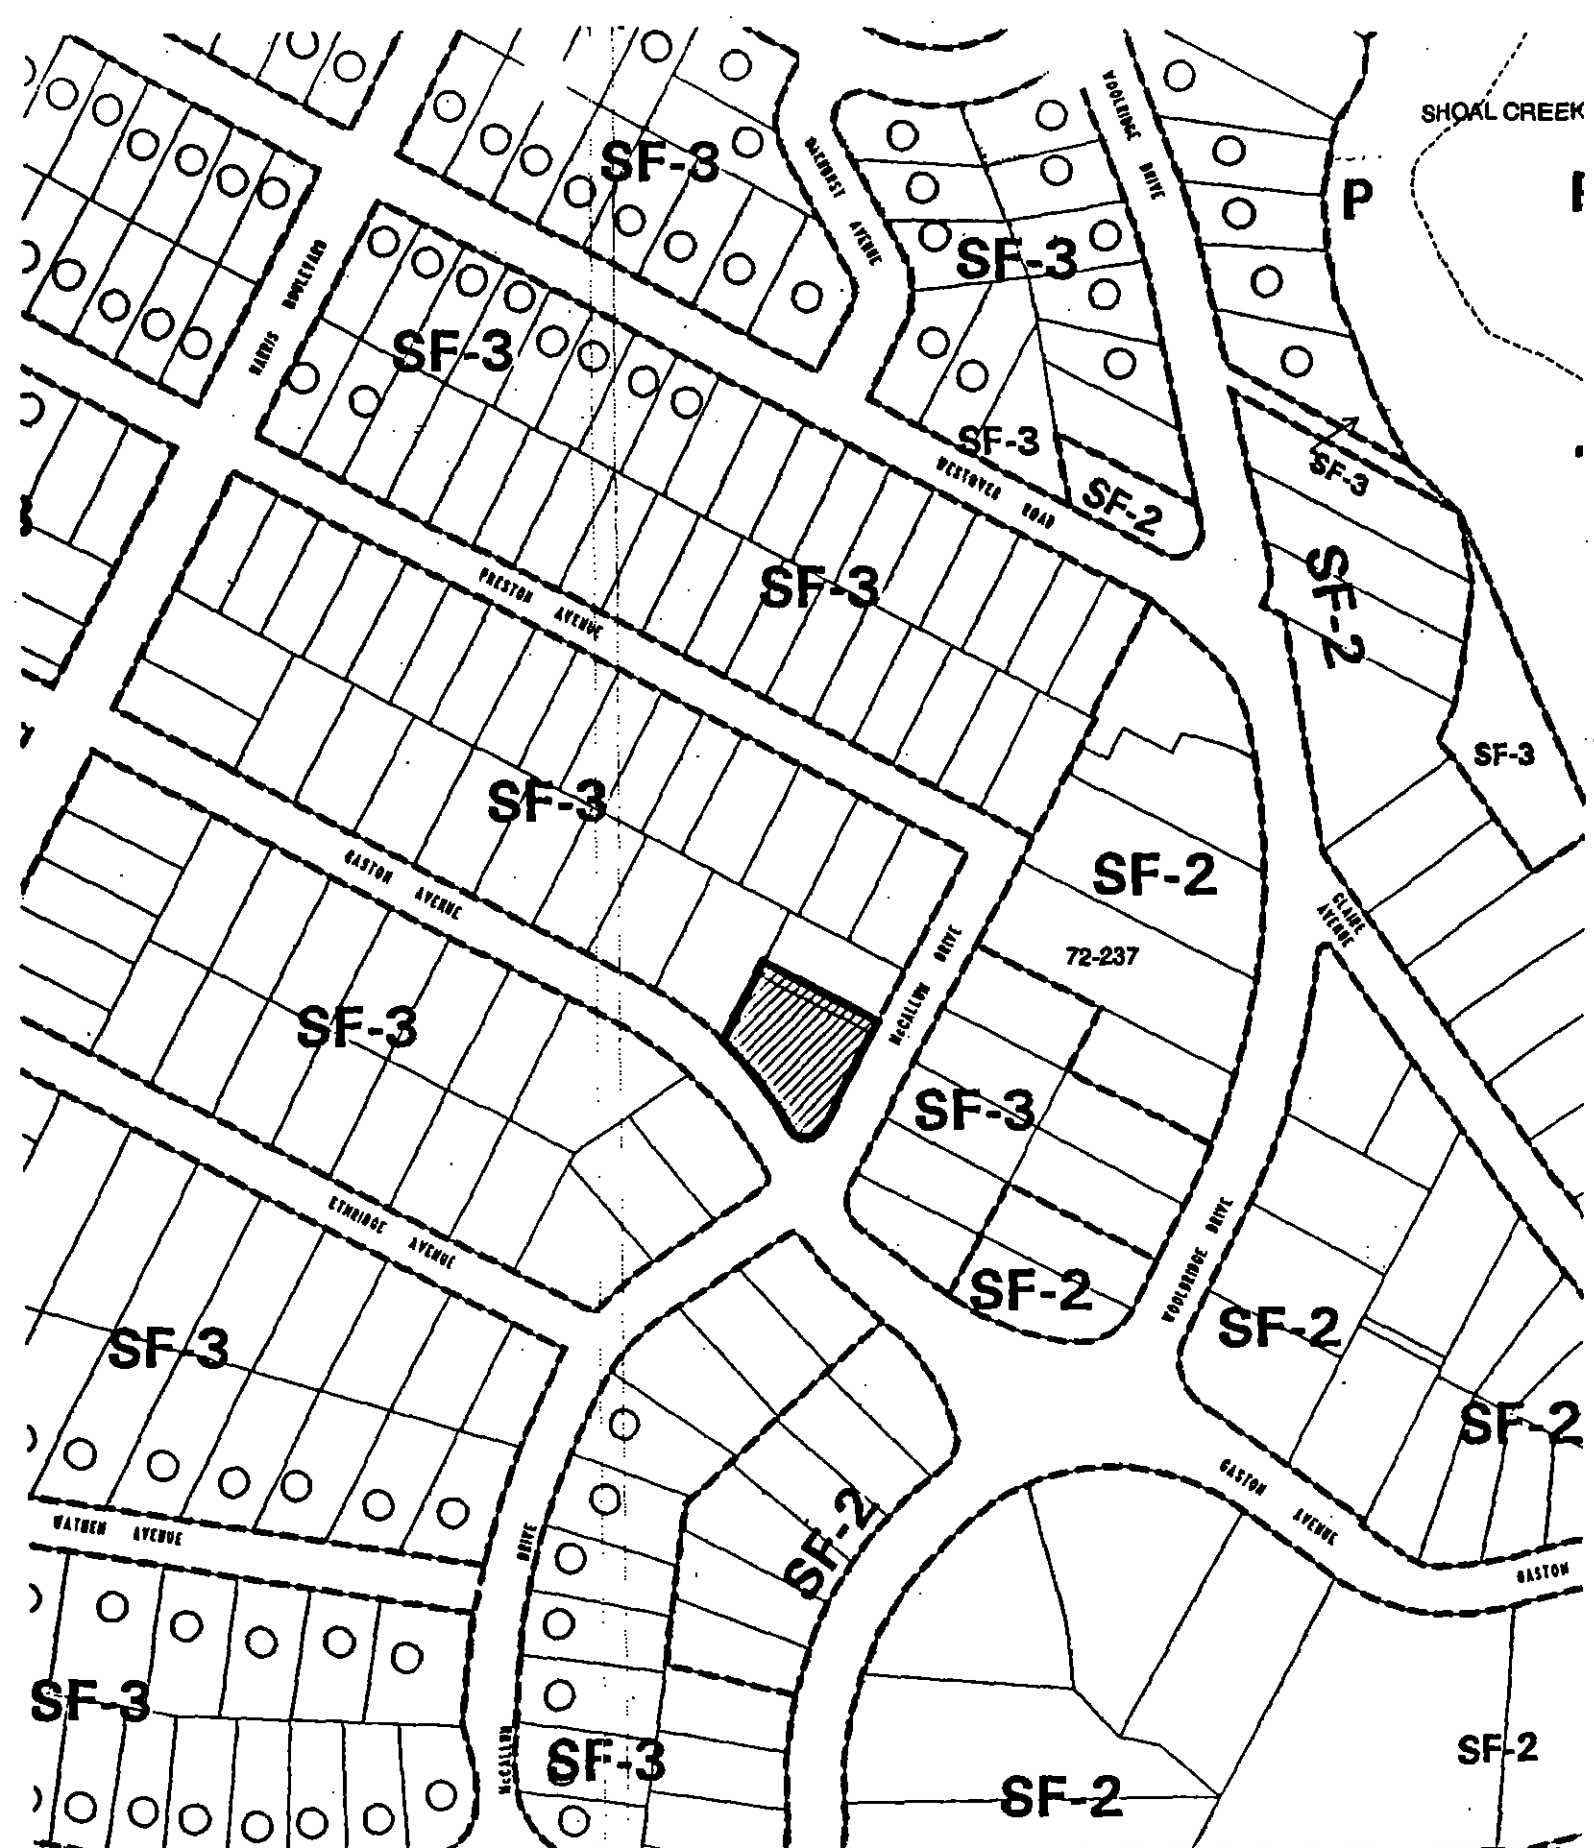 SHOAL CREEK
WOOLRIDGE DRIVE
SF-3
BATHURST AVENUE
P
SF-3
HARRIS BOULEVARD
SF-3
SF-3
SF-3
WESTOVER ROAD
SF-2
SF-2
PRESTON AVENUE
SF-3
SF-3
SF-3
GASTON AVENUE
SF-2
CLAIRE
AVENUE
72-237
McCALLUM DRIVE
SF-3
SF-3
ETHRIDGE AVENUE
WOOLDRIDGE DRIVE
SF-2
SF-2
SF-3
SF-2
GASTON AVENUE
SF-2
WATHEN AVENUE
McCALLUM DRIVE
GASTON
SF-3
SF-3
SF-2
SF-2